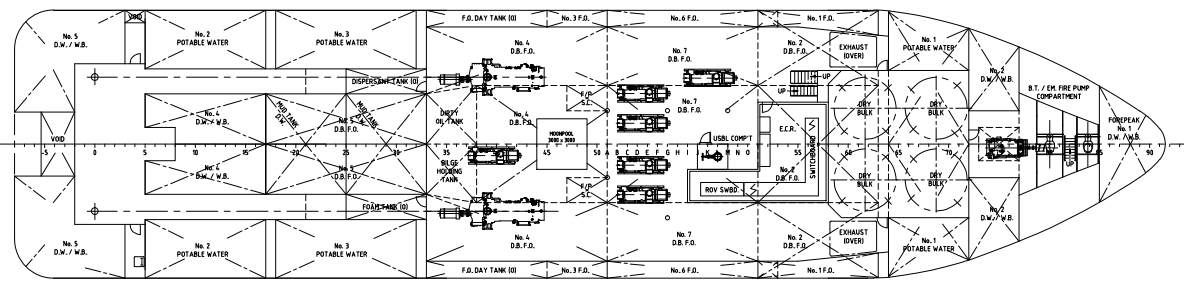 VOID
F.O. DAY TANK (O)
No.3 F.O.
No.6 F.O.
No.1 F.O.
No. 5
D.W. / W.B.
No.2
POTABLE WATER
No.3
POTABLE WATER
No.4
D.B. F.O.
No. 7
D.B. F.O.
No.2
D.B. F.O.
EXHAUST
(OVER)
No.1
POTABLE WATER
No.2
D.W. / W.B.
DISPERSANT TANK (O)
UP
UP
B.T. / EM. FIRE PUMP
COMPARTMENT
F/P
S.C.
No.7
D.B. F.O.
DRY
BULK
DRY
BULK
No.4
D.W. / W.B.
MUD TANK
D.W.
No. 5
D.B. F.O.
MUD TANK
D.W.
DIRTY
OIL TANK
No.4
D.B. F.O.
MOONPOOL
E.C.R.
SWITCHBOARD
FOREPEAK
No. 1
D.W. / W.B.
VOID
USBL COMP'T
-5 0 5 10 15 20 25 30 35 40 45 50 A B C D E F G H I J K L M N O 55 60 65 70 75 80 85 90
No.4
D.W. / W.B.
No.5
D.B. F.O.
BILGE
HOLDING
TANK
F/P
S.C.
ROV SWBD.
No.2
D.B. F.O.
DRY
BULK
DRY
BULK
UP
FOAM TANK (O)
No. 5
D.W. / W.B.
No. 2
POTABLE WATER
No. 3
POTABLE WATER
No. 4
D.B. F.O.
No. 7
D.B. F.O.
No. 2
D.B. F.O.
EXHAUST
(OVER)
No. 1
POTABLE WATER
No.2
D.W. / W.B.
F.O. DAY TANK (O)
No.3 F.O.
No.6 F.O.
No.1 F.O.